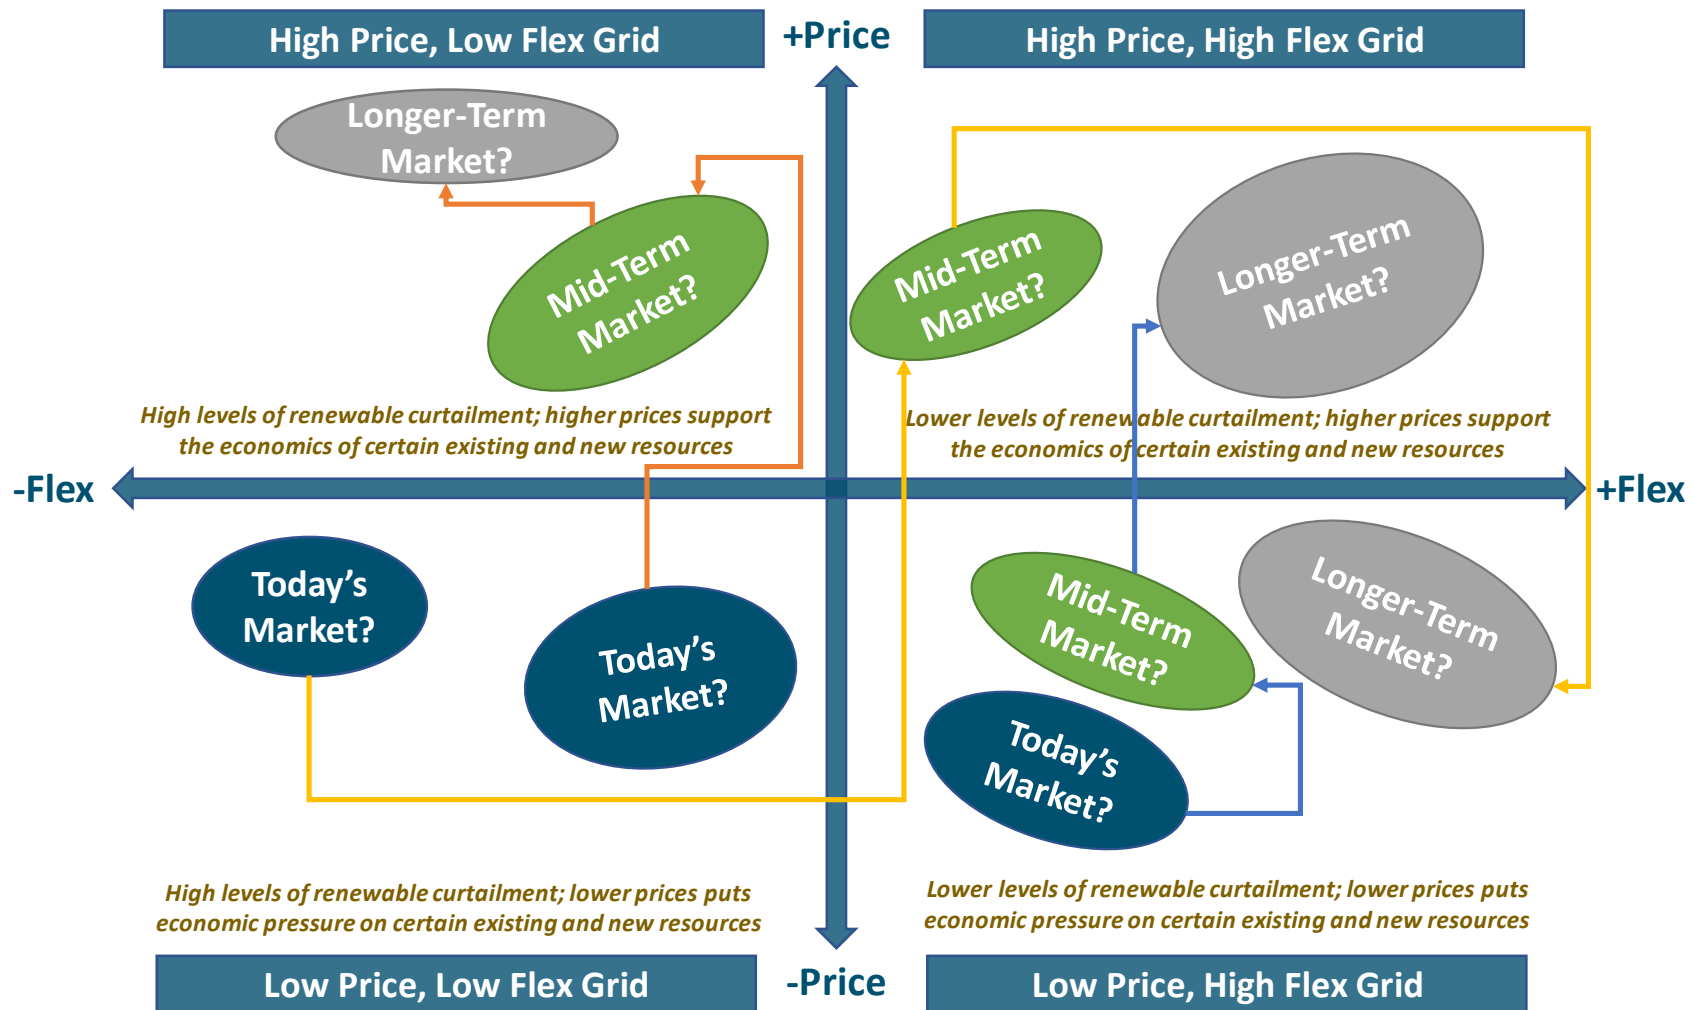 High Price, Low Flex Grid
+Price
High Price, High Flex Grid
Longer-Term
Market?
Mid-Term
Market?
Mid-Term
Market?
Longer-Term
Market?
High levels of renewable curtailment; higher prices support
the economics of certain existing and new resources
Lower levels of renewable curtailment; higher prices support
the economics of certain existing and new resources
-Flex
+Flex
Today's
Market?
Today's
Market?
Mid-Term
Market?
Longer-Term
Market?
Today's
Market?
High levels of renewable curtailment; lower prices puts
economic pressure on certain existing and new resources
Lower levels of renewable curtailment; lower prices puts
economic pressure on certain existing and new resources
Low Price, Low Flex Grid
-Price
Low Price, High Flex Grid